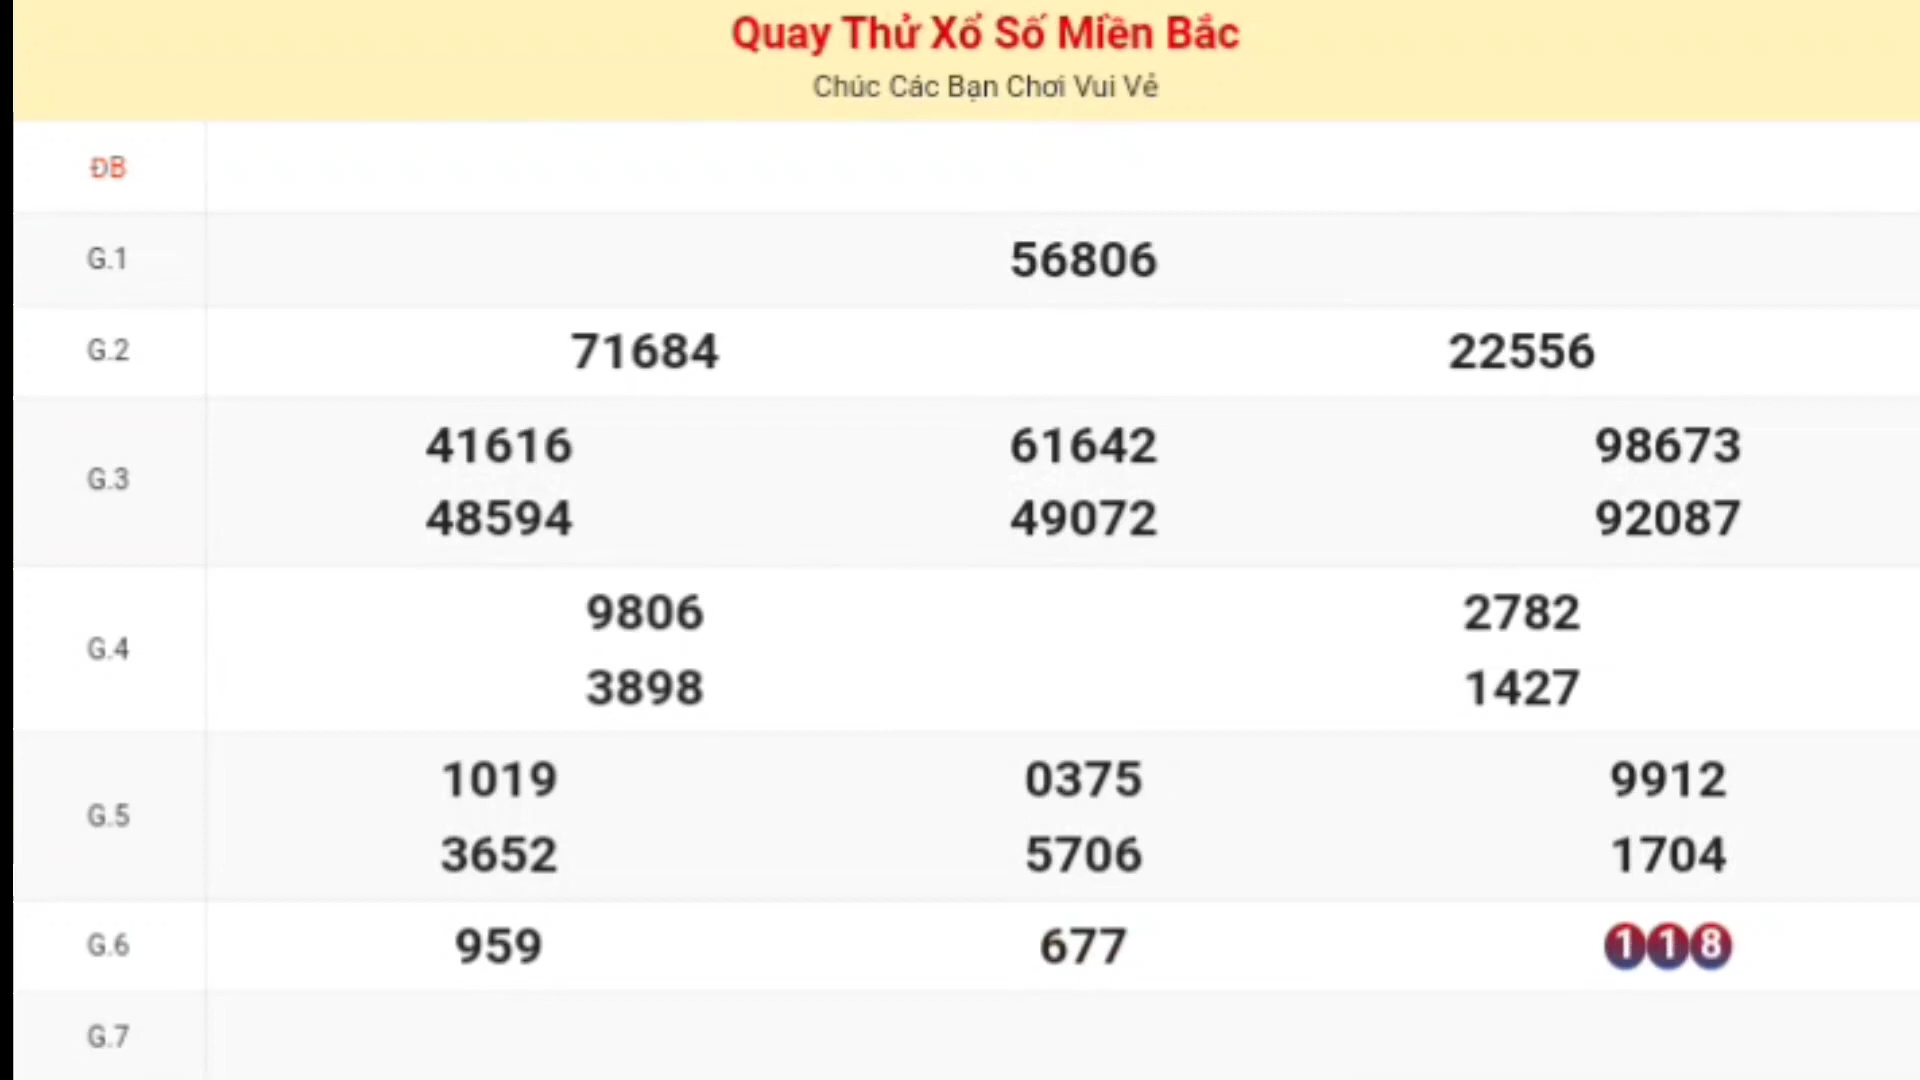 Quay Thử Xổ Số Miền Bắc
Chúc Các Bạn Chơi Vui Vẻ
ĐB
G.1 56806
G.2 71684 22556
G.3 41616 61642 98673
48594 49072 92087
G.4 9806 2782
3898 1427
G.5 1019 0375 9912
3652 5706 1704
G.6 959 677 118
G.7